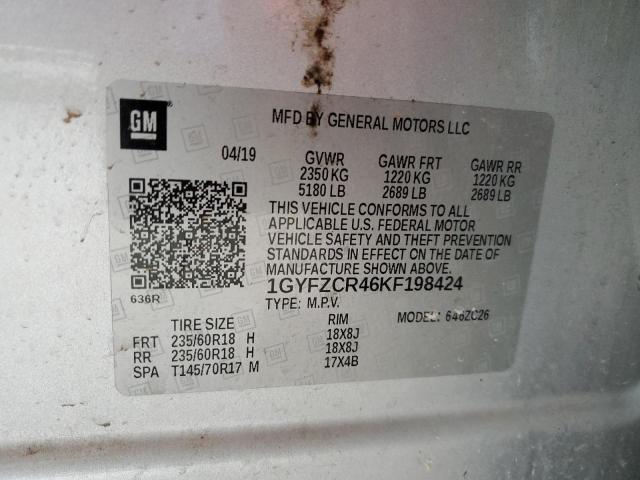 GM
MFD BY GENERAL MOTORS LLC
04/19 GVWR GAWR FRT GAWR RR
2350 KG 1220 KG 1220 KG
5180 LB 2689 LB 2689 LB
THIS VEHICLE CONFORMS TO ALL
APPLICABLE U.S. FEDERAL MOTOR
VEHICLE SAFETY AND THEFT PREVENTION
STANDARDS IN EFFECT ON THE DATE OF
MANUFACTURE SHOWN ABOVE.
636R
1GYFZCR46KF198424
TYPE: M.P.V. MODEL: 646ZC26
TIRE SIZE RIM
FRT 235/60R18 H 18X8J
RR 235/60R18 H 18X8J
SPA T145/70R17 M 17X4B